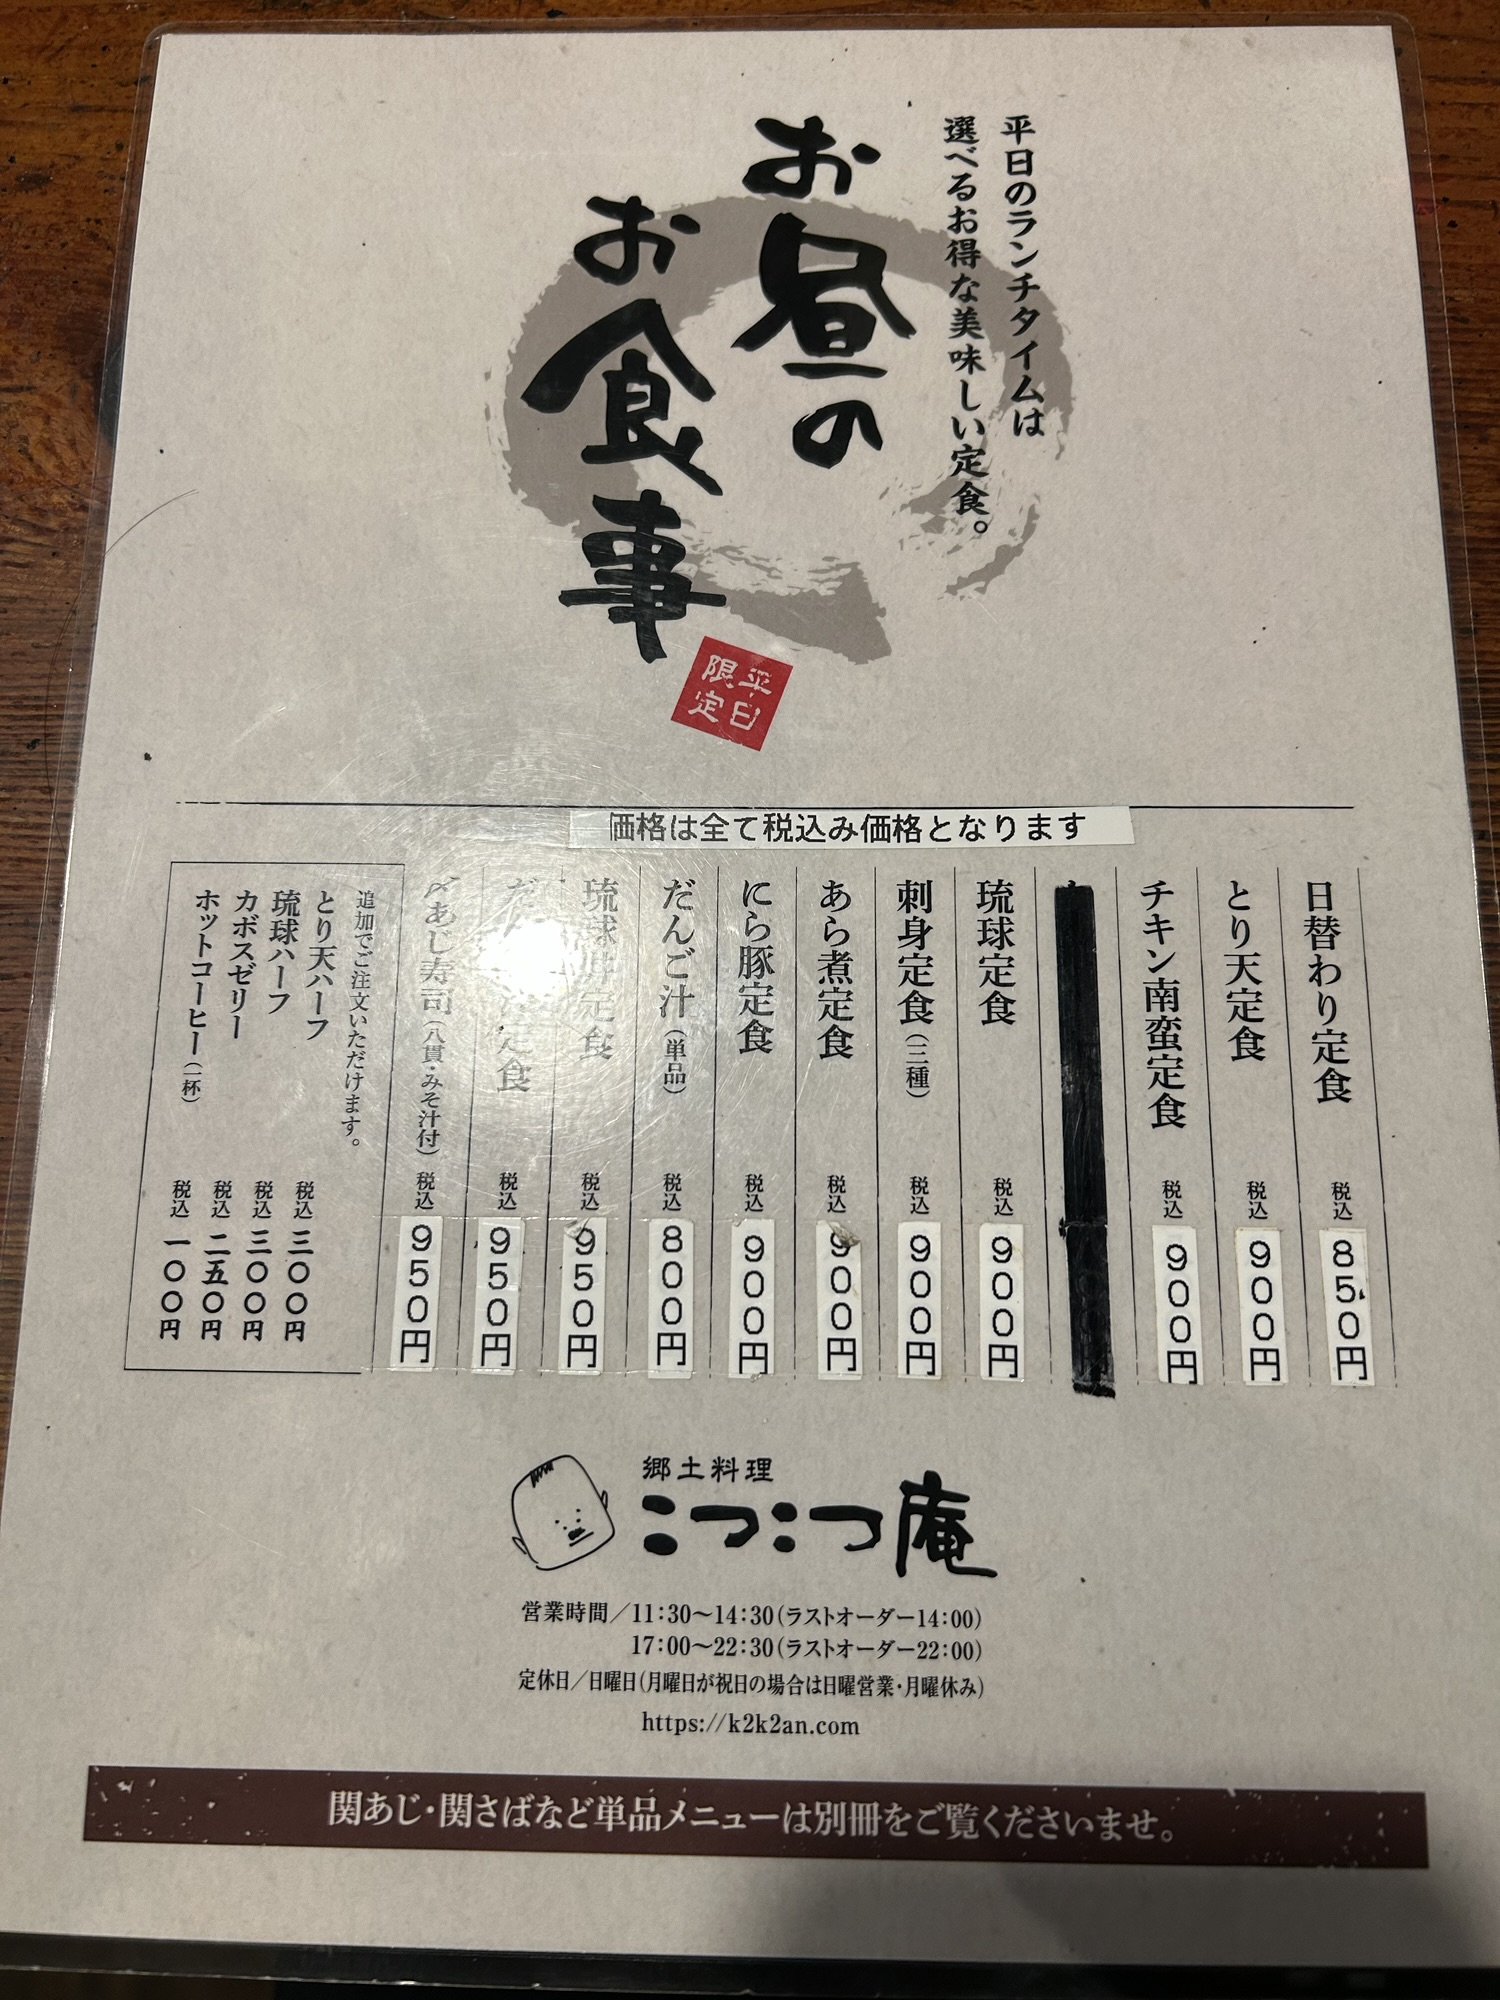 平日のランチタイムは
選べるお得な美味しい定食。
お昼の
お食事
平日
限定
価格は全て税込み価格となります
日替わり定食 税込 850円
とり天定食 税込 900円
チキン南蛮定食 税込 900円
琉球定食 税込 900円
刺身定食(三種) 税込 900円
あら煮定食 税込 900円
にら豚定食 税込 900円
だんご汁(単品) 税込 800円
琉球丼定食 税込 950円
だん 定食 税込 950円
〆あじ寿司(八貫・みそ汁付) 税込 950円
追加でご注文いただけます。
とり天ハーフ 税込 三〇〇円
琉球ハーフ 税込 三〇〇円
カボスゼリー 税込 二五〇円
ホットコーヒー(一杯) 税込 一〇〇円
郷土料理
こつこつ庵
営業時間/11:30〜14:30(ラストオーダー14:00)
17:00〜22:30(ラストオーダー22:00)
定休日/日曜日(月曜日が祝日の場合は日曜営業・月曜休み)
https://k2k2an.com
関あじ・関さばなど単品メニューは別冊をご覧くださいませ。